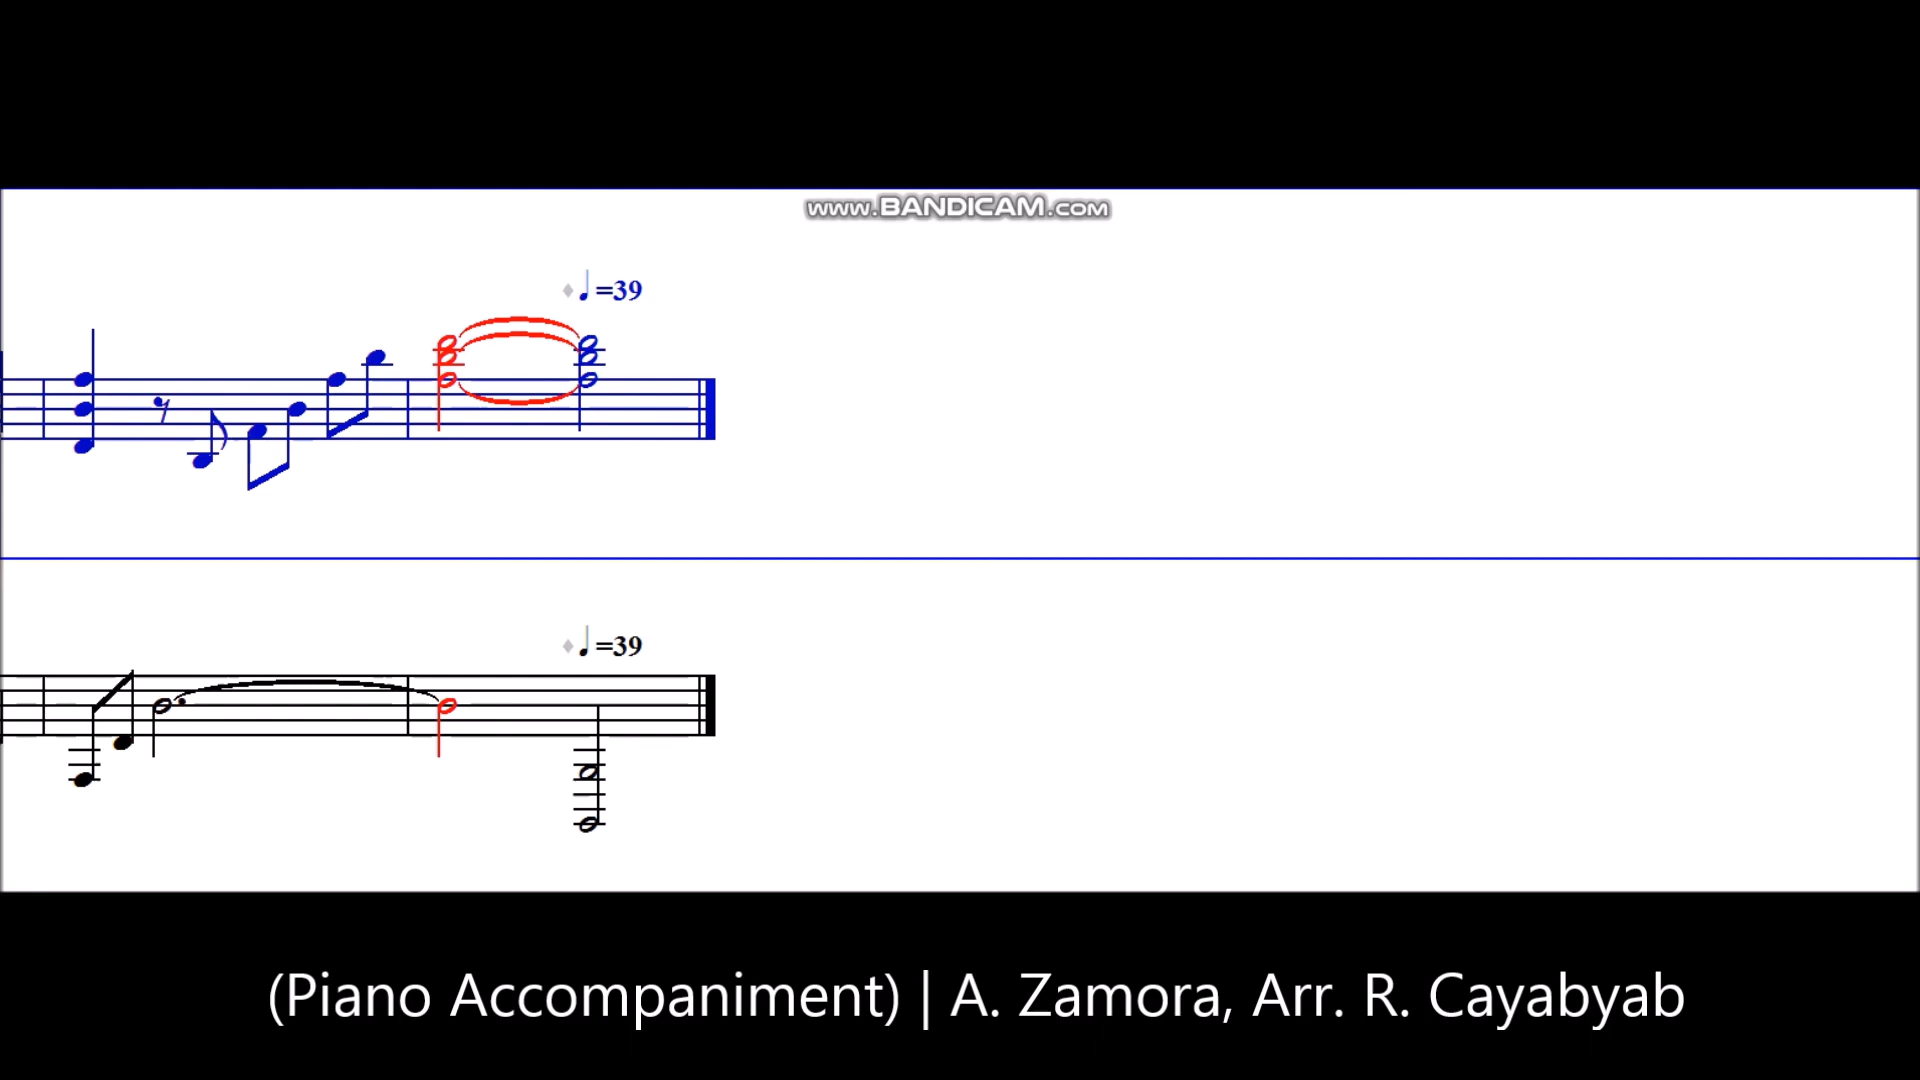 www.BANDICAM.com
=39
=39
(Piano Accompaniment) | A. Zamora, Arr. R. Cayabyab